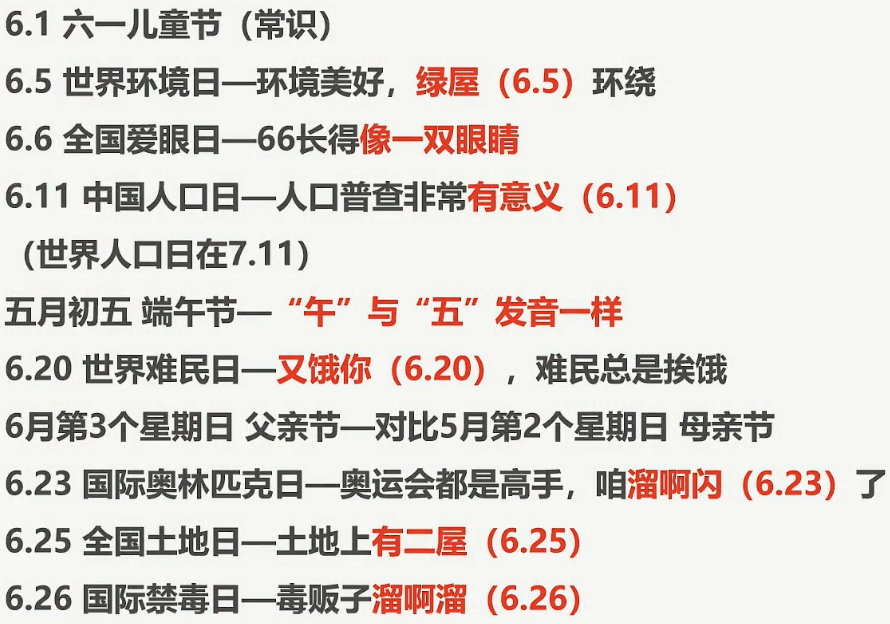 6.1 六一儿童节（常识）
6.5 世界环境日—环境美好，绿屋（6.5）环绕
6.6 全国爱眼日—66长得像一双眼睛
6.11 中国人口日—人口普查非常有意义（6.11）
（世界人口日在7.11）
五月初五 端午节—“午”与“五”发音一样
6.20 世界难民日—又饿你（6.20），难民总是挨饿
6月第3个星期日 父亲节—对比5月第2个星期日 母亲节
6.23 国际奥林匹克日—奥运会都是高手，咱溜啊闪（6.23）了
6.25 全国土地日—土地上有二屋（6.25）
6.26 国际禁毒日—毒贩子溜啊溜（6.26）